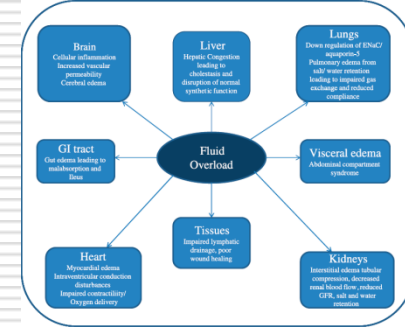 Brain
Cellular inflammation
Increased vascular
permeability
Cerebral edema
Liver
Hepatic Congestion
leading to
cholestasis and
disruption of normal
synthetic function
Lungs
Down regulation of ENaC/
aquaporin-5
Pulmonary edema from
salt/ water retention
leading to impaired gas
exchange and reduced
compliance
GI tract
Gut edema leading to
malabsorption and
ileus
Fluid
Overload
Visceral edema
Abdominal compartment
syndrome
Heart
Myocardial edema
Intraventricular conduction
disturbances
Impaired contractility/
Oxygen delivery
Tissues
Impaired lymphatic
drainage, poor
wound healing
Kidneys
Interstitial edema tubular
compression, decreased
renal blood flow, reduced
GFR, salt and water
retention